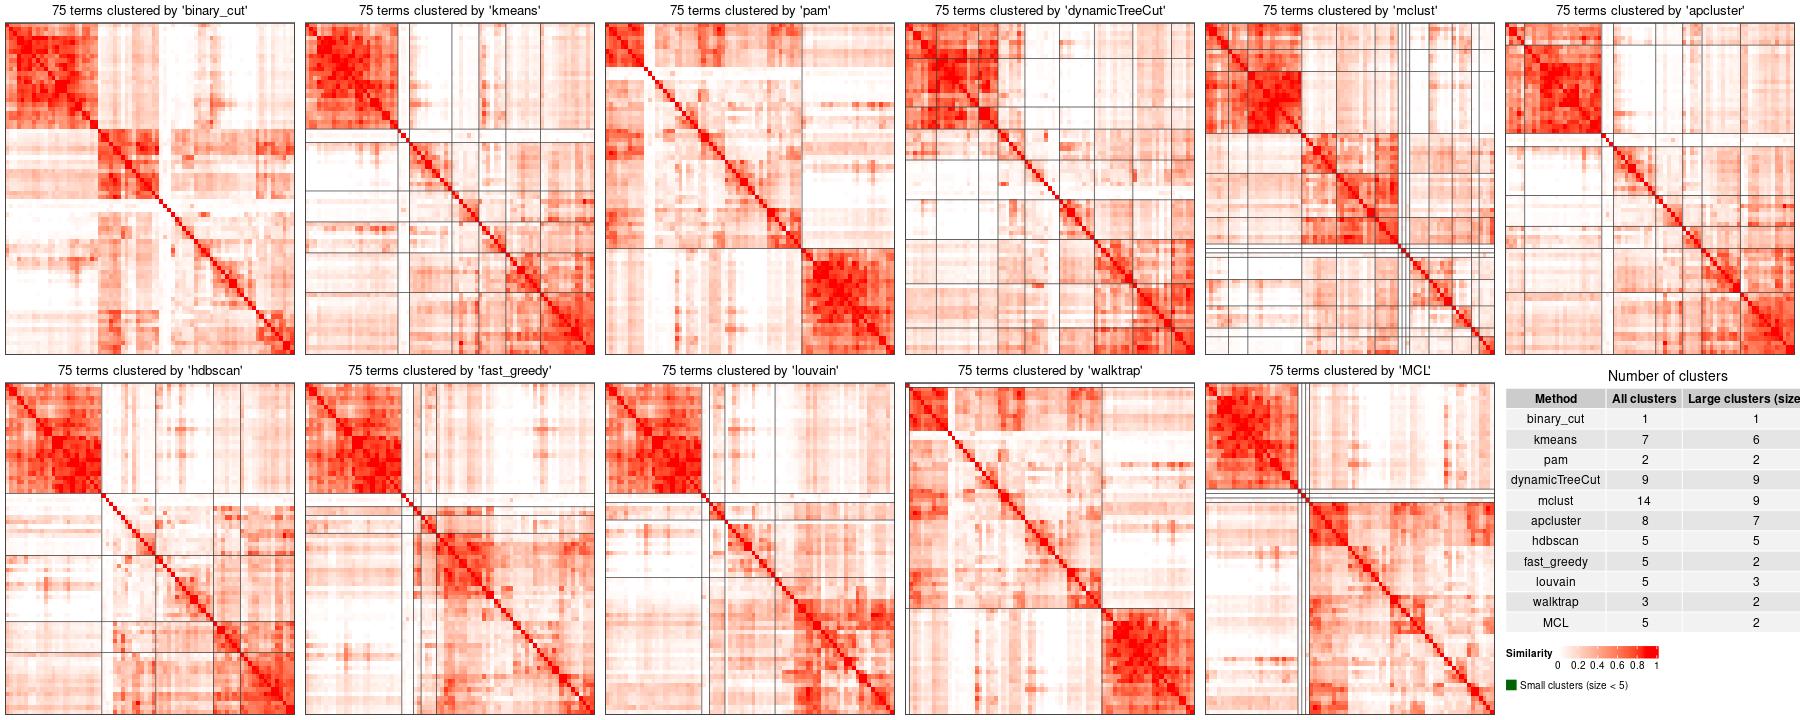 75 terms clustered by 'binary_cut'
75 terms clustered by 'kmeans'
75 terms clustered by 'pam'
75 terms clustered by 'dynamicTreeCut'
75 terms clustered by 'mclust'
75 terms clustered by 'apcluster'
75 terms clustered by 'hdbscan'
75 terms clustered by 'fast_greedy'
75 terms clustered by 'louvain'
75 terms clustered by 'walktrap'
75 terms clustered by 'MCL'
Number of clusters
Method All clusters Large clusters (size
binary_cut 1 1
kmeans 7 6
pam 2 2
dynamicTreeCut 9 9
mclust 14 9
apcluster 8 7
hdbscan 5 5
fast_greedy 5 2
louvain 5 3
walktrap 3 2
MCL 5 2
Similarity
0 0.2 0.4 0.6 0.8 1
Small clusters (size < 5)